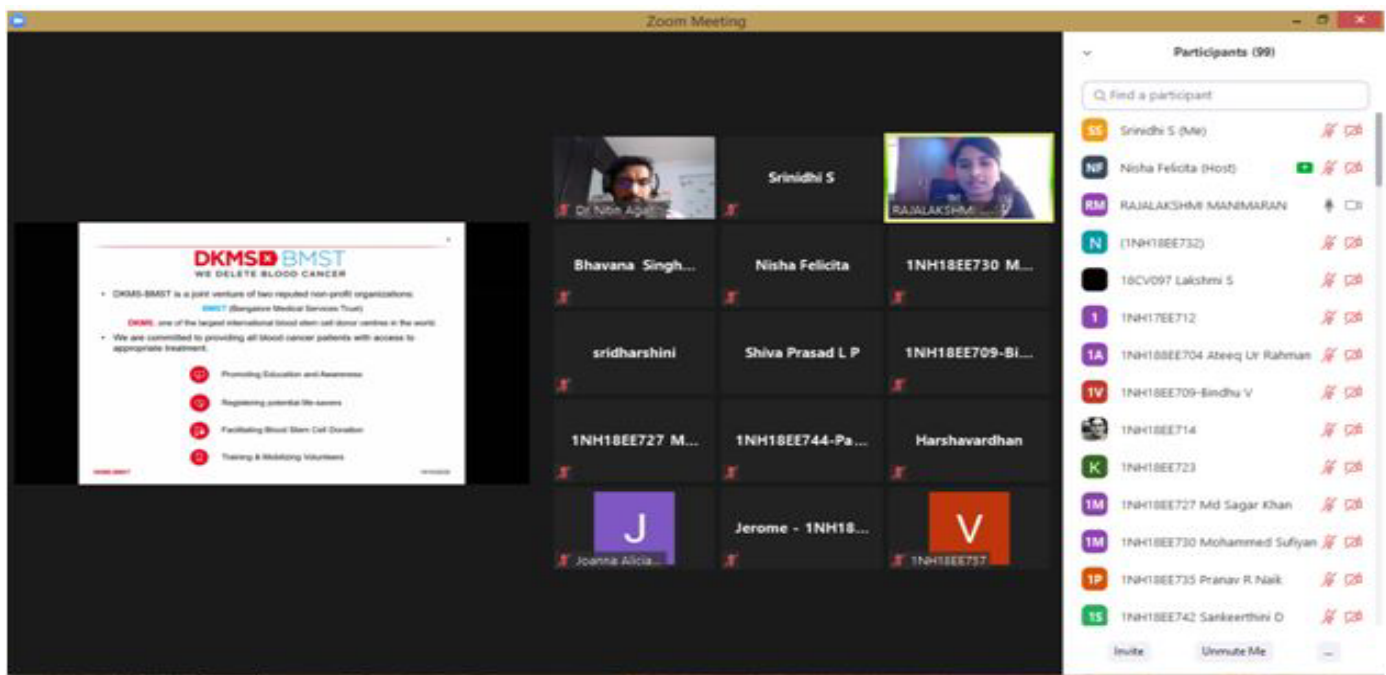 Zoom Meeting
DKMS BMST
WE DELETE BLOOD CANCER
• DKMS-BMST is a joint venture of two reputed non-profit organizations:
BMST (Bangalore Medical Services Trust)
DKMS, one of the largest international blood stem cell donor centres in the world.
• We are committed to providing all blood cancer patients with access to
appropriate treatment.
Promoting Education and Awareness
Registering potential life-savers
Facilitating Blood Stem Cell Donation
Training & Mobilizing Volunteers
DKMS-BMST
Dr. Nitin
Srinidhi S
RAJALAKSHMI
Bhavana Singh...
Nisha Felicita
1NH18EE730 M...
sridharshini
Shiva Prasad L P
1NH18EE709-Bi...
1NH18EE727 M...
1NH18EE744-Pa...
Harshavardhan
J
Joanna Alicia...
Jerome - 1NH18...
V
1NH18EE757
Participants (99)
Find a participant
SS Srinidhi S (Me)
NF Nisha Felicita (Host)
RM RAJALAKSHMI MANIMARAN
N (1NH18EE732)
18CV097 Lakshmi S
1 1NH17EE712
1A 1NH188EE704 Ateeq Ur Rahman
1V 1NH18EE709-Bindhu V
1NH18EE714
K 1NH18EE723
1M 1NH18EE727 Md Sagar Khan
1M 1NH18EE730 Mohammed Sufiyan
1P 1NH18EE735 Pranav R Naik
1S 1NH18EE742 Sankeerthini D
Invite
Unmute Me
...